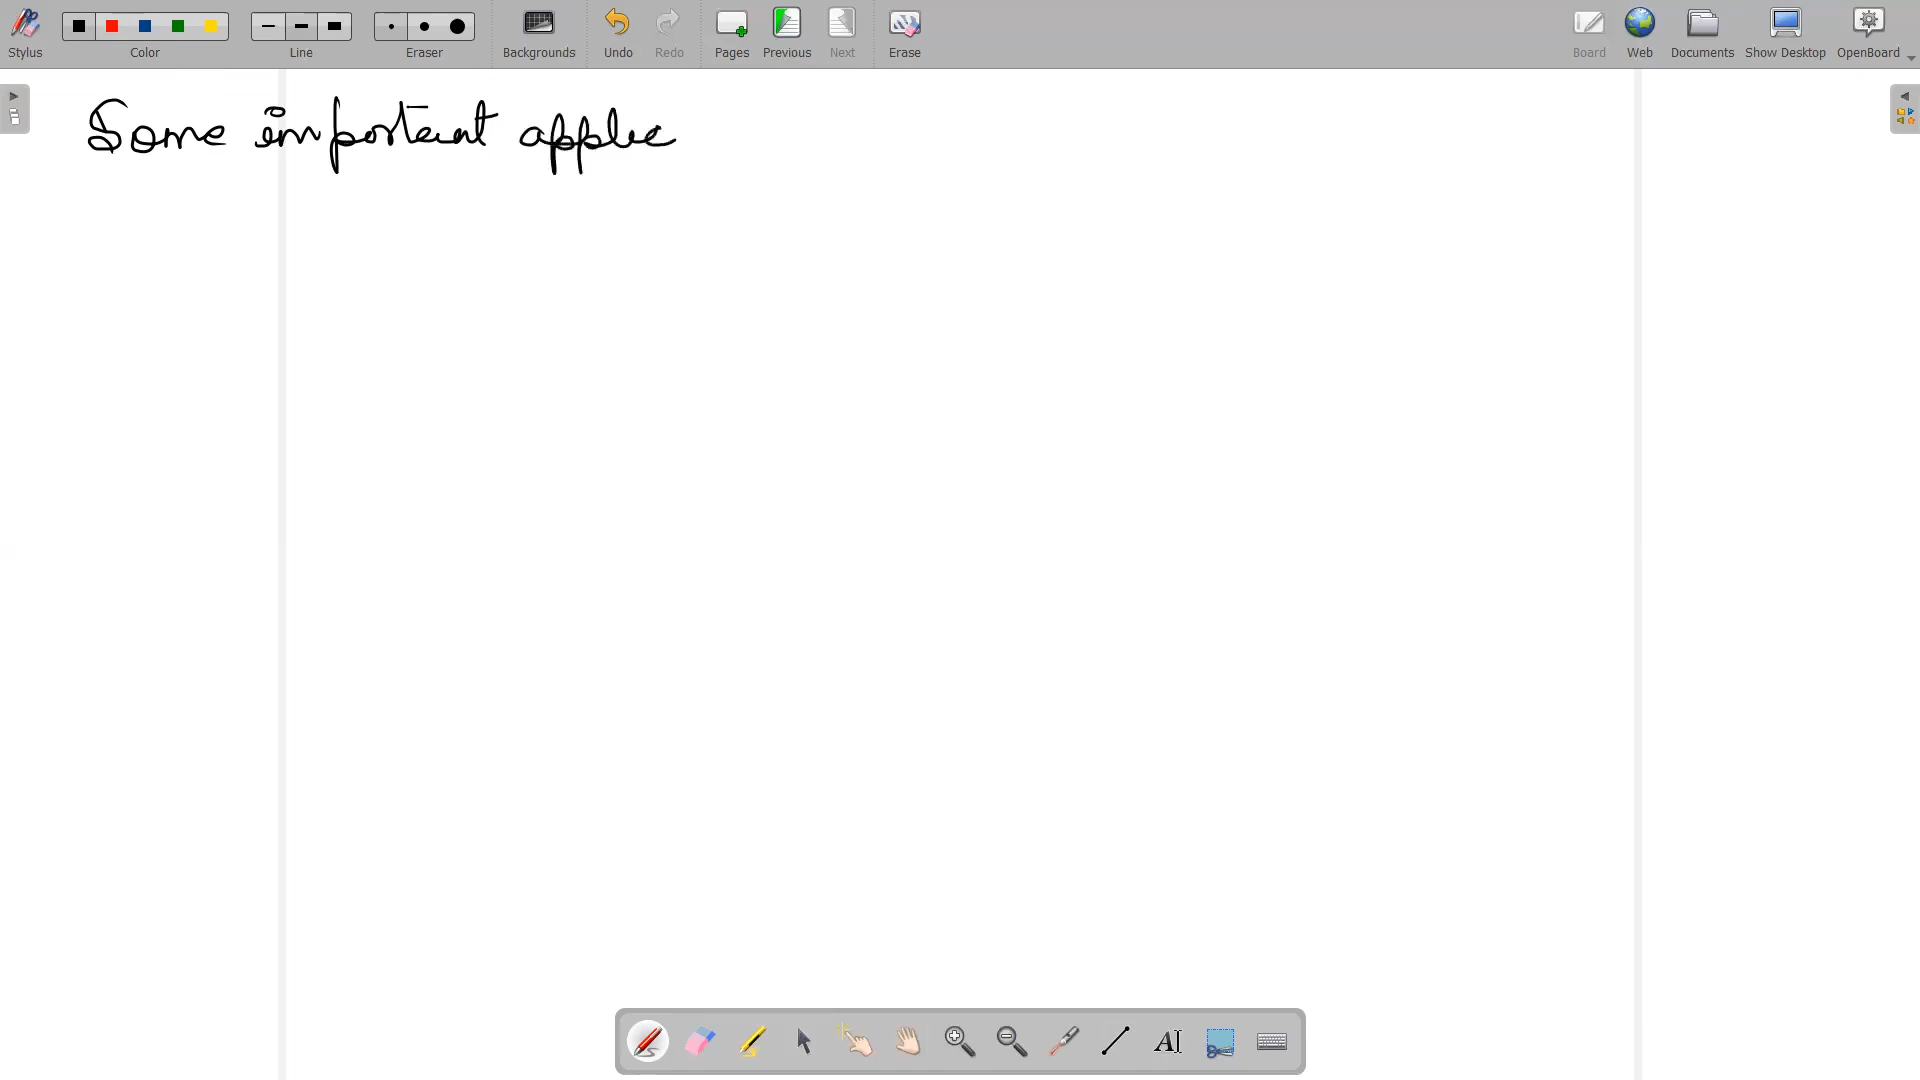 Stylus Color Line Eraser Backgrounds Undo Redo Pages Previous Next Erase Board Web Documents Show Desktop OpenBoard
Some important applic